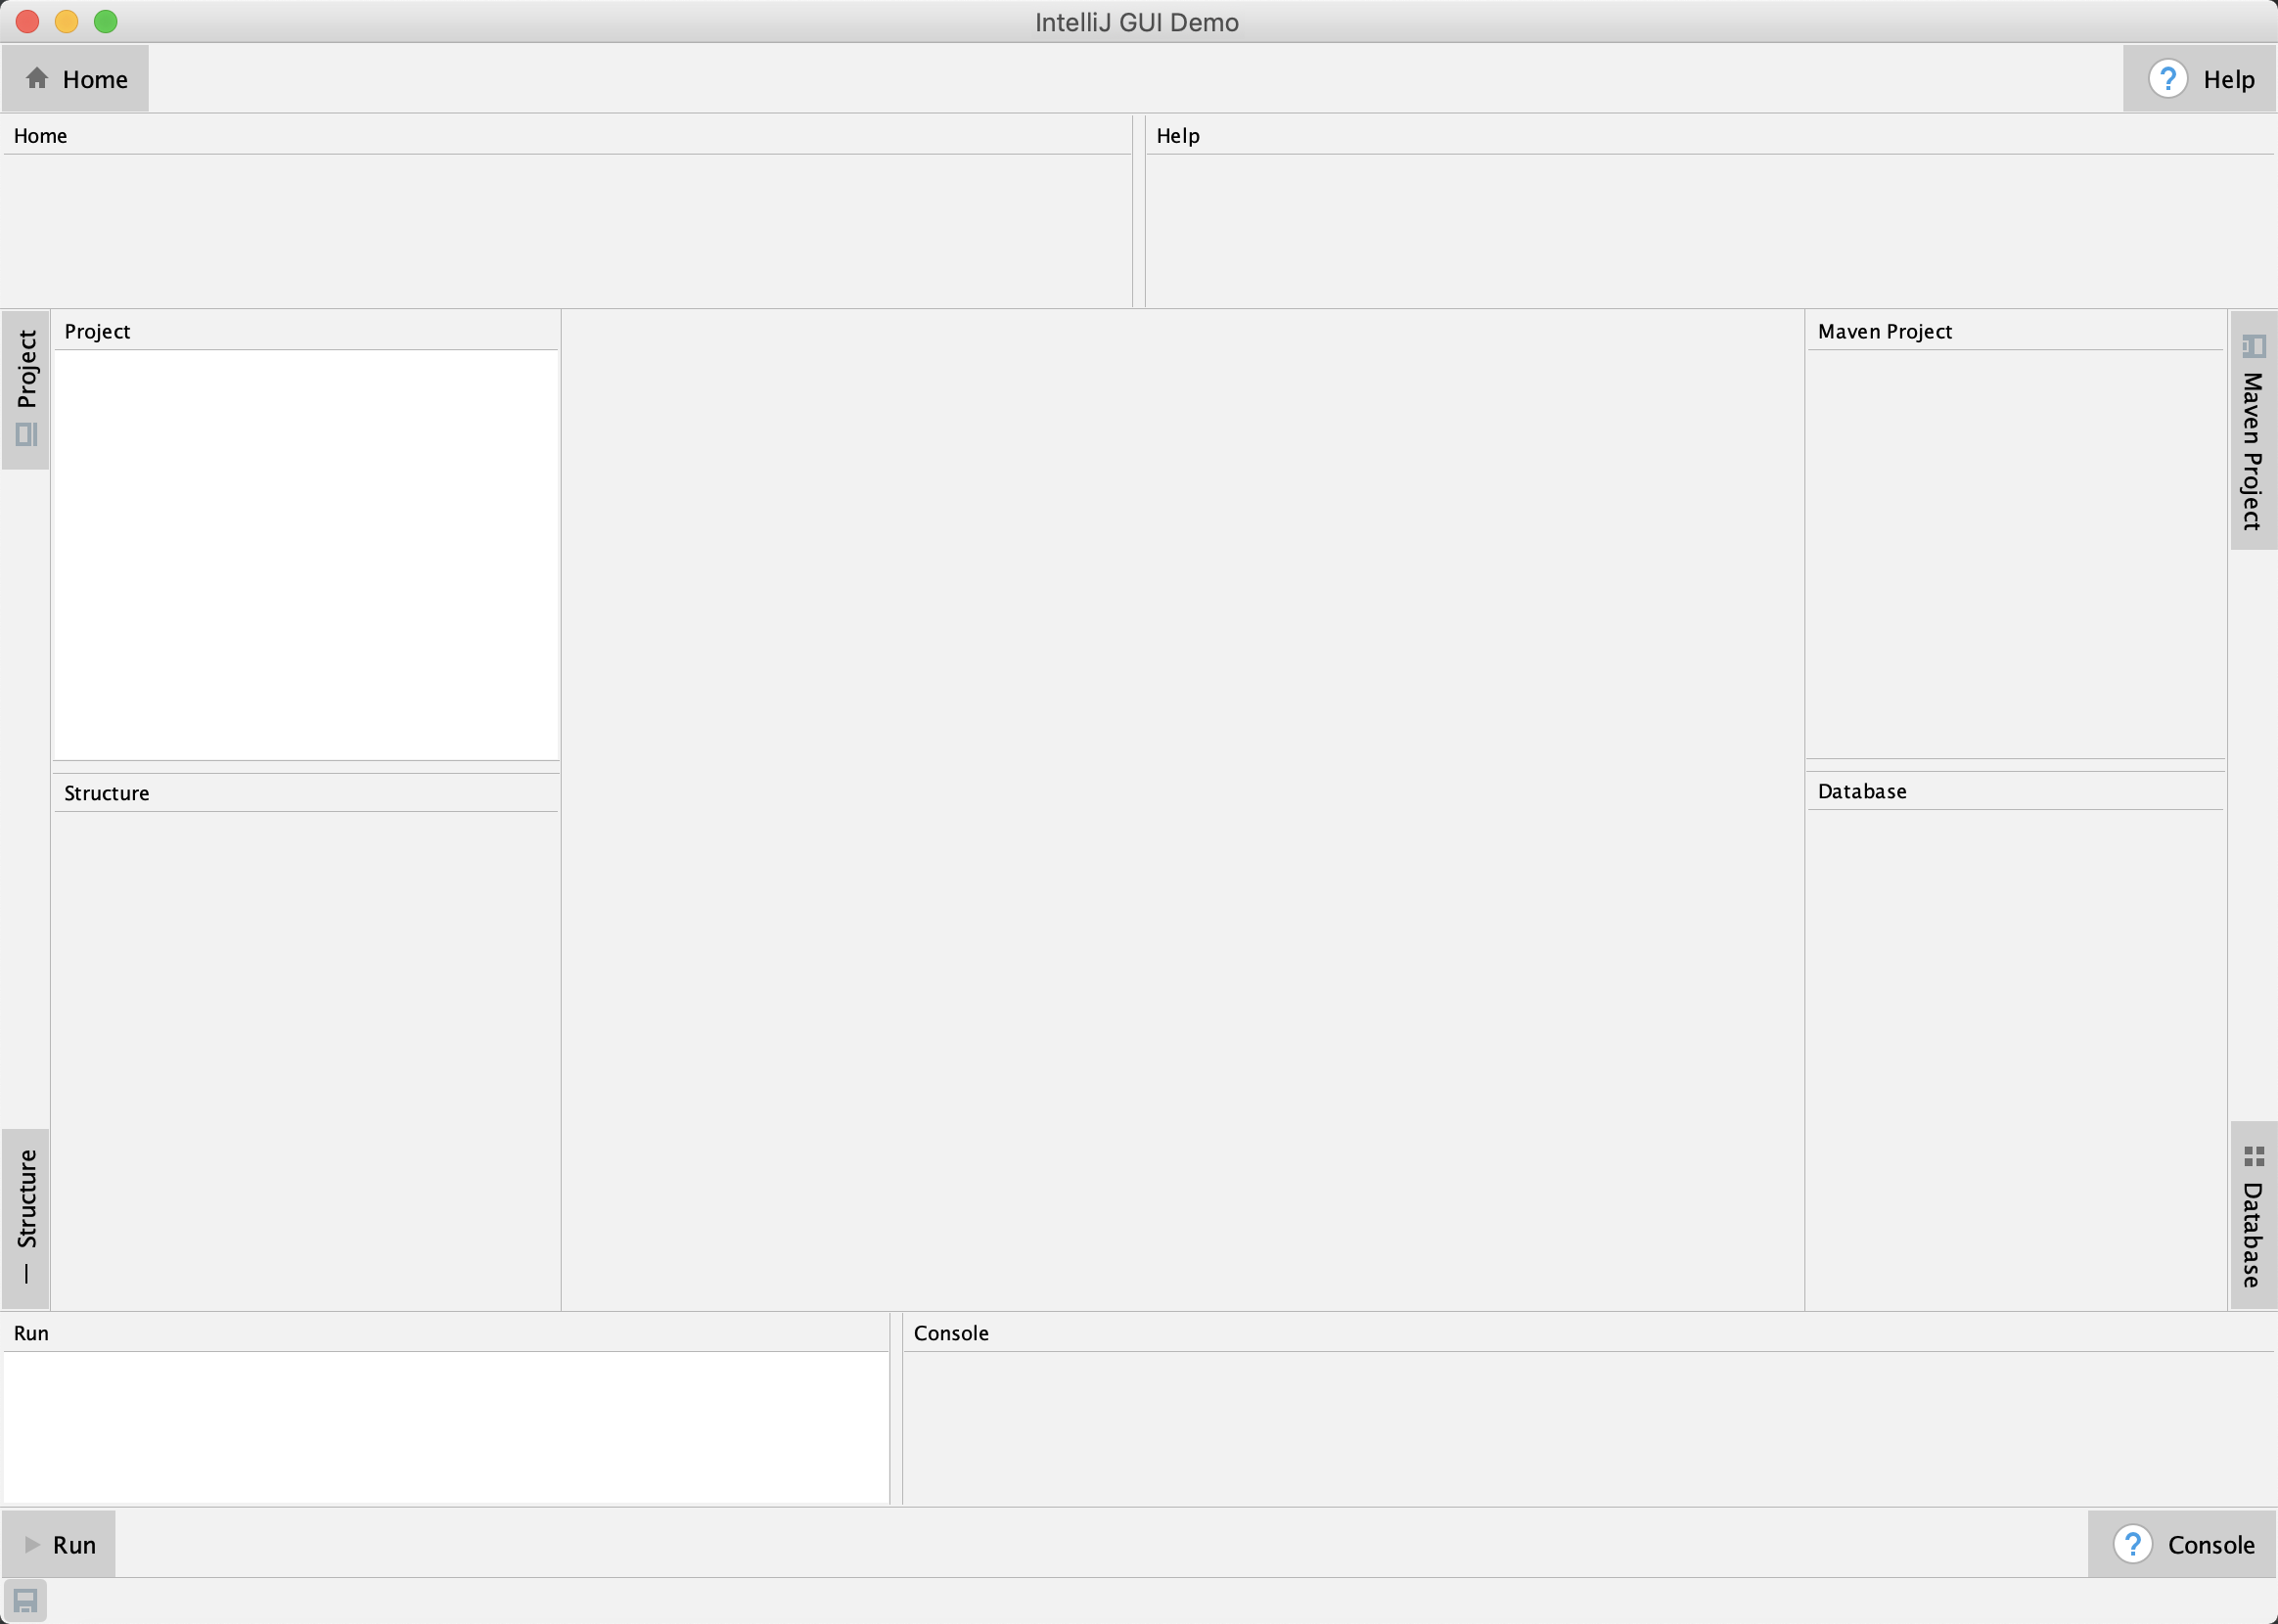 IntelliJ GUI Demo
Home
Help
Home
Help
Project
Project
Maven Project
Maven Project
Structure
Database
Structure
Database
Run
Console
Run
Console